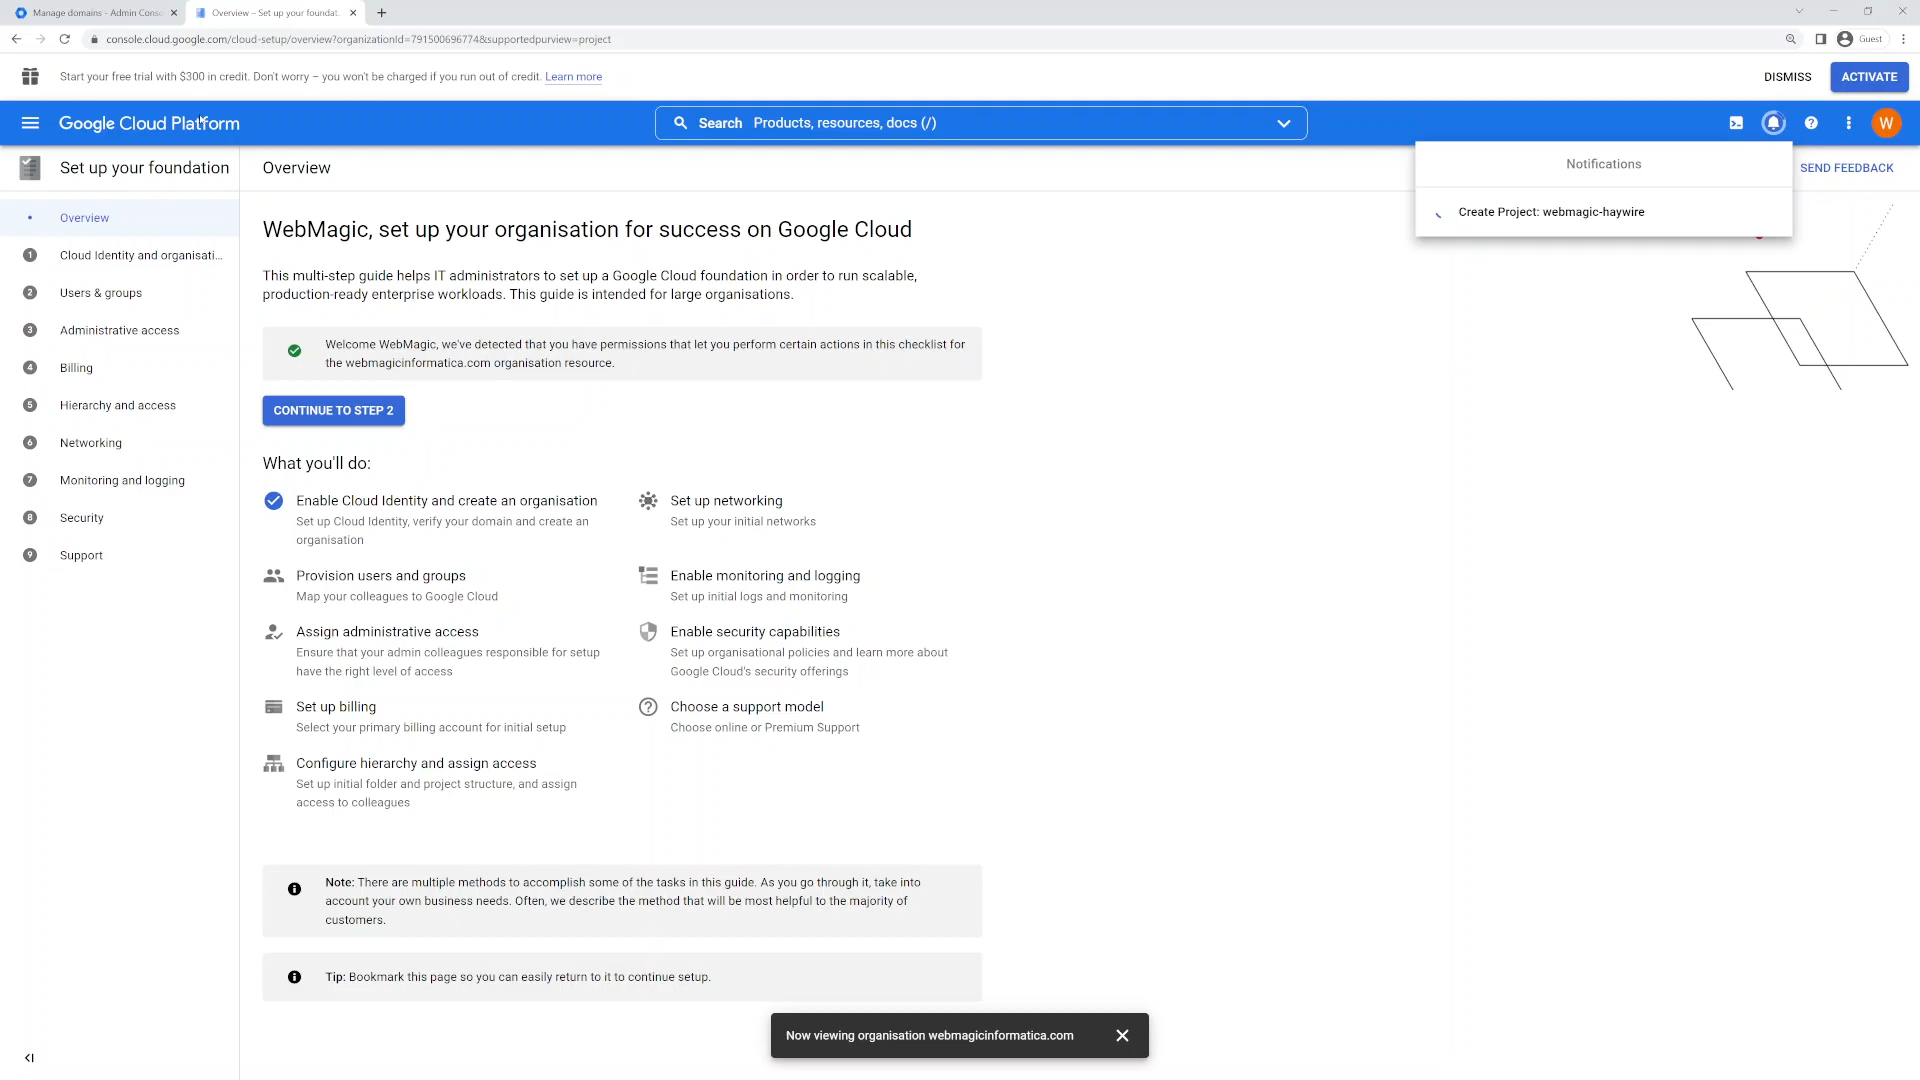 Manage domains - Admin Conso
Overview – Set up your foundat
console.cloud.google.com/cloud-setup/overview?organizationId=791500696774&supportedpurview=project
Guest
Start your free trial with $300 in credit. Don't worry – you won't be charged if you run out of credit. Learn more
DISMISS
ACTIVATE
Google Cloud Platform
Search Products, resources, docs (/)
W
Set up your foundation
Overview
Notifications
SEND FEEDBACK
Create Project: webmagic-haywire
Overview
1 Cloud Identity and organisati...
2 Users & groups
3 Administrative access
4 Billing
5 Hierarchy and access
6 Networking
7 Monitoring and logging
8 Security
9 Support
WebMagic, set up your organisation for success on Google Cloud
This multi-step guide helps IT administrators to set up a Google Cloud foundation in order to run scalable,
production-ready enterprise workloads. This guide is intended for large organisations.
Welcome WebMagic, we've detected that you have permissions that let you perform certain actions in this checklist for
the webmagicinformatica.com organisation resource.
CONTINUE TO STEP 2
What you'll do:
Enable Cloud Identity and create an organisation
Set up Cloud Identity, verify your domain and create an
organisation
Provision users and groups
Map your colleagues to Google Cloud
Assign administrative access
Ensure that your admin colleagues responsible for setup
have the right level of access
Set up billing
Select your primary billing account for initial setup
Configure hierarchy and assign access
Set up initial folder and project structure, and assign
access to colleagues
Set up networking
Set up your initial networks
Enable monitoring and logging
Set up initial logs and monitoring
Enable security capabilities
Set up organisational policies and learn more about
Google Cloud's security offerings
Choose a support model
Choose online or Premium Support
Note: There are multiple methods to accomplish some of the tasks in this guide. As you go through it, take into
account your own business needs. Often, we describe the method that will be most helpful to the majority of
customers.
Tip: Bookmark this page so you can easily return to it to continue setup.
Now viewing organisation webmagicinformatica.com